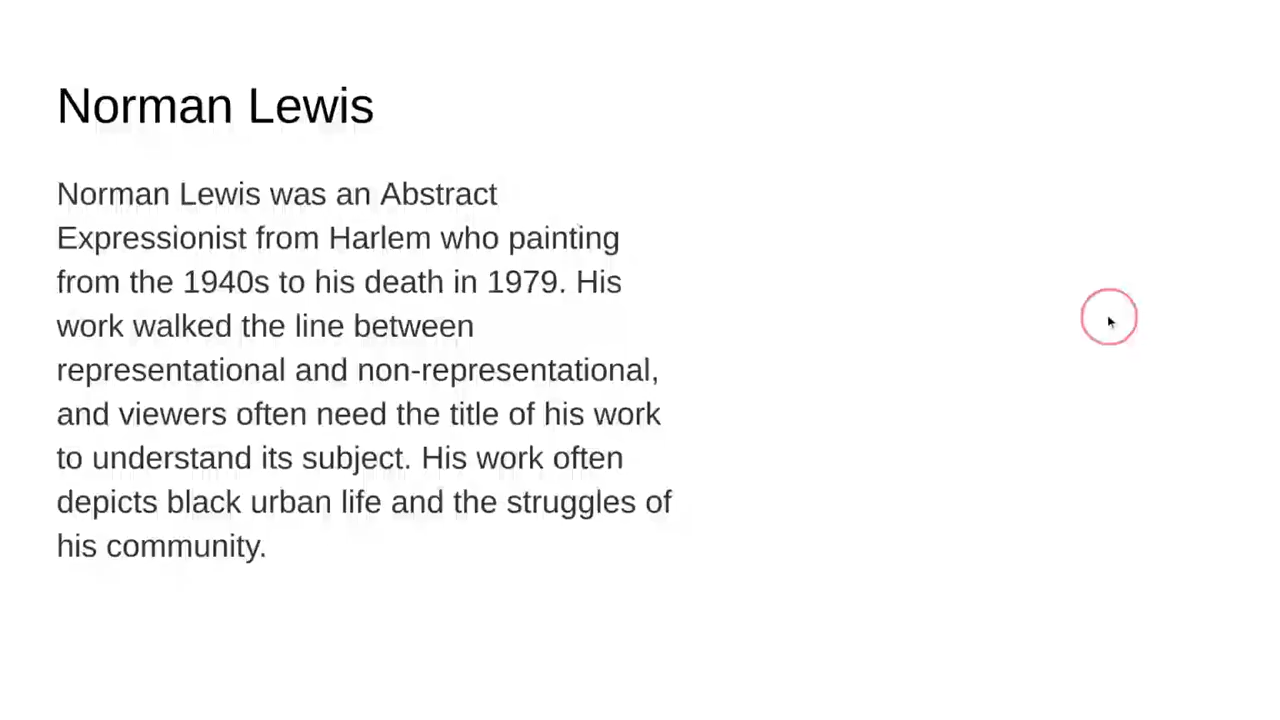 Norman Lewis
Norman Lewis was an Abstract
Expressionist from Harlem who painting
from the 1940s to his death in 1979. His
work walked the line between
representational and non-representational,
and viewers often need the title of his work
to understand its subject. His work often
depicts black urban life and the struggles of
his community.